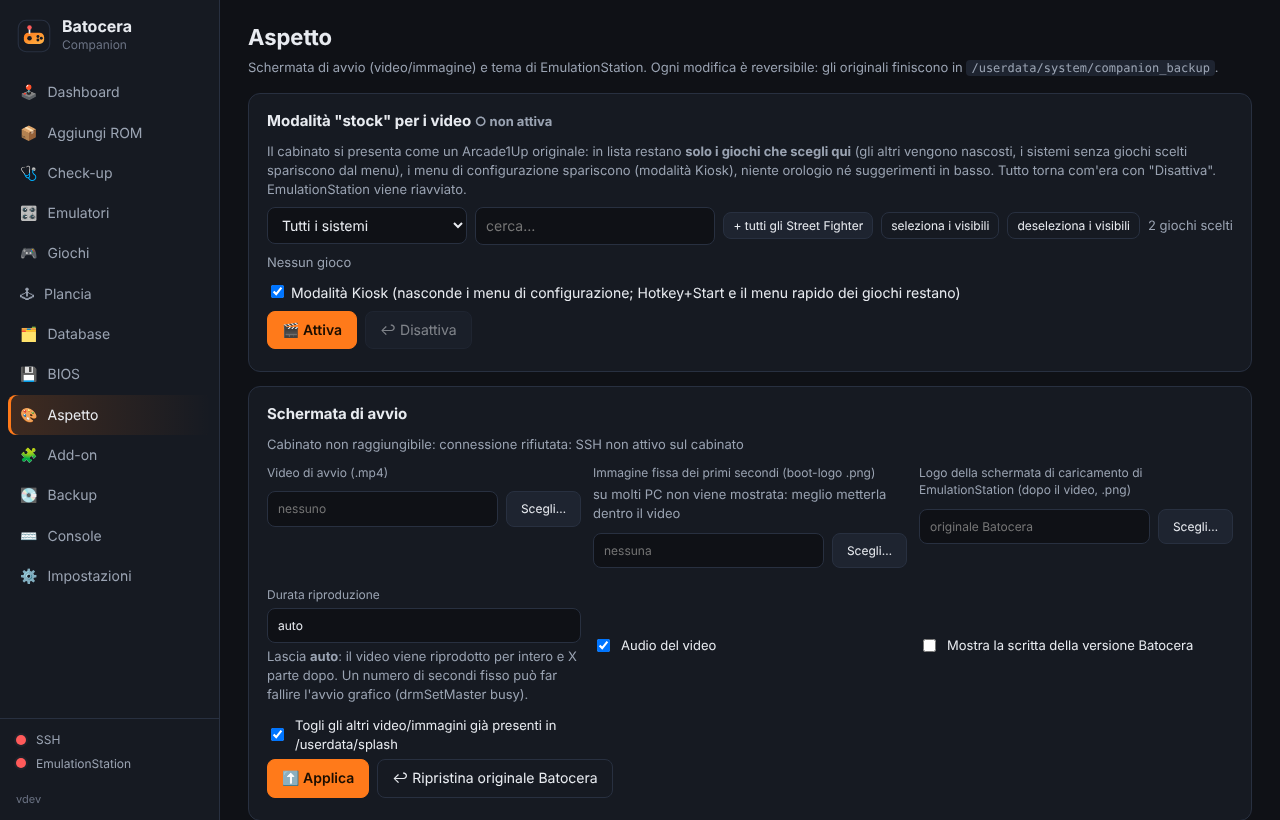 Batocera
Companion
Dashboard
Aggiungi ROM
Check-up
Emulatori
Giochi
Plancia
Database
BIOS
Aspetto
Add-on
Backup
Console
Impostazioni
SSH
EmulationStation
vdev
Aspetto
Schermata di avvio (video/immagine) e tema di EmulationStation. Ogni modifica è reversibile: gli originali finiscono in /userdata/system/companion_backup.
Modalità "stock" per i video ○ non attiva
Il cabinato si presenta come un Arcade1Up originale: in lista restano solo i giochi che scegli qui (gli altri vengono nascosti, i sistemi senza giochi scelti
spariscono dal menu), i menu di configurazione spariscono (modalità Kiosk), niente orologio né suggerimenti in basso. Tutto torna com'era con "Disattiva".
EmulationStation viene riavviato.
Tutti i sistemi cerca... + tutti gli Street Fighter seleziona i visibili deseleziona i visibili 2 giochi scelti
Nessun gioco
Modalità Kiosk (nasconde i menu di configurazione; Hotkey+Start e il menu rapido dei giochi restano)
🎬 Attiva ↩ Disattiva
Schermata di avvio
Cabinato non raggiungibile: connessione rifiutata: SSH non attivo sul cabinato
Video di avvio (.mp4)
nessuno Scegli...
Immagine fissa dei primi secondi (boot-logo .png)
su molti PC non viene mostrata: meglio metterla
dentro il video
nessuna Scegli...
Logo della schermata di caricamento di
EmulationStation (dopo il video, .png)
originale Batocera Scegli...
Durata riproduzione
auto
Lascia auto: il video viene riprodotto per intero e X
parte dopo. Un numero di secondi fisso può far
fallire l'avvio grafico (drmSetMaster busy).
Audio del video
Mostra la scritta della versione Batocera
Togli gli altri video/immagini già presenti in
/userdata/splash
⬆ Applica ↩ Ripristina originale Batocera